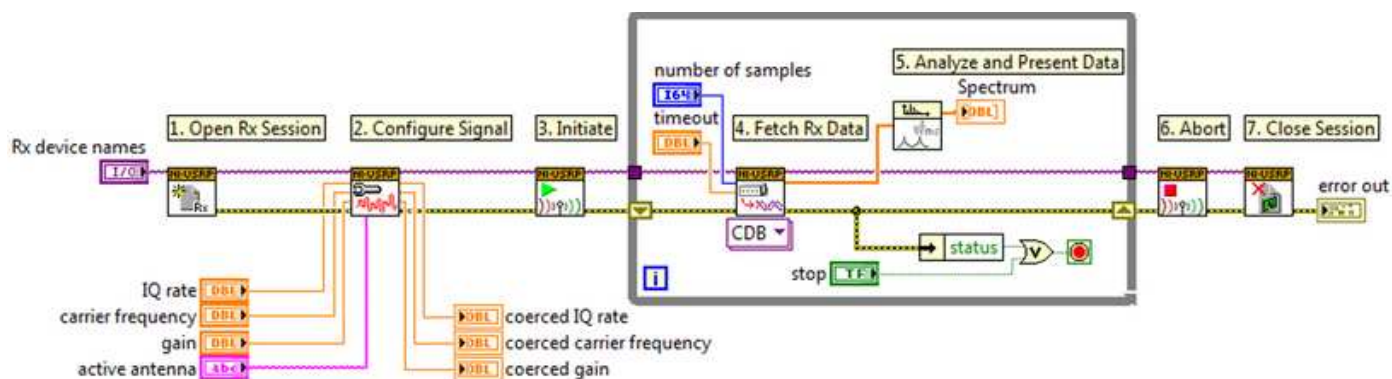 5. Analyze and Present Data
number of samples
Spectrum
I64
DBL]
timeout
1. Open Rx Session
2. Configure Signal
3. Initiate
DBL
4. Fetch Rx Data
6. Abort
7. Close Session
Rx device names
I/O
NI-USRP
NI-USRP
NI-USRP
NI-USRP
NI-USRP
NI-USRP
error out
Rx
CDB
status
stop
TF
i
IQ rate
DBL
carrier frequency
DBL
DBL
coerced IQ rate
gain
DBL
DBL
coerced carrier frequency
active antenna
abc
DBL
coerced gain